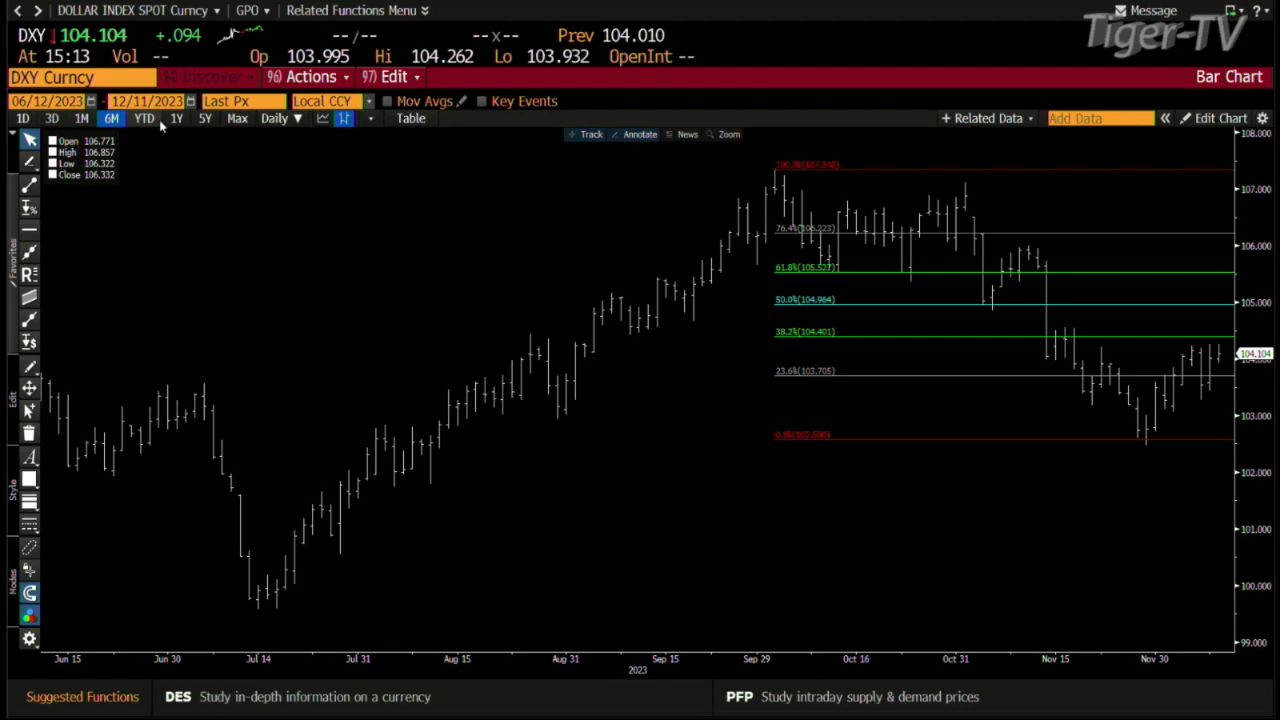 DOLLAR INDEX SPOT Curncy GPO Related Functions Menu Message ?
Tiger-TV
DXY 104.104 +.094 -- / -- -- x -- Prev 104.010
At 15:13 Vol -- Op 103.995 Hi 104.262 Lo 103.932 OpenInt --
DXY Curncy Discover 96) Actions 97) Edit Bar Chart
06/12/2023 - 12/11/2023 Last Px Local CCY Mov Avgs Key Events
1D 3D 1M 6M YTD 1Y 5Y Max Daily ▼ Table + Related Data Add Data « Edit Chart
Track Annotate News Zoom
Open 106.771
High 106.857
Low 106.322
Close 106.332
108.000
107.000
106.000
105.000
104.104
103.000
102.000
101.000
100.000
99.000
76.4%(106.223)
61.8%(105.527)
50.0%(104.964)
38.2%(104.401)
23.6%(103.705)
Favorites
Edit
Style
Modes
Jun 15 Jun 30 Jul 14 Jul 31 Aug 15 Aug 31 Sep 15 Sep 29 Oct 16 Oct 31 Nov 15 Nov 30
2023
Suggested Functions DES Study in-depth information on a currency PFP Study intraday supply & demand prices